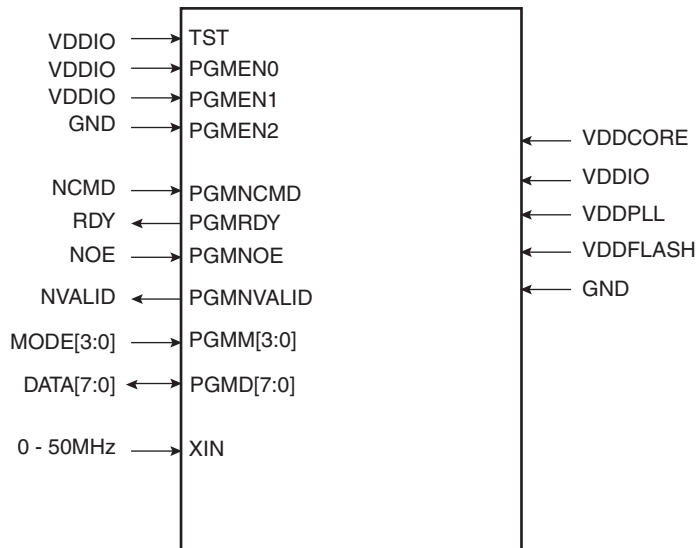 VDDIO TST
VDDIO PGMEN0
VDDIO PGMEN1
GND PGMEN2
VDDCORE
VDDIO
NCMD PGMNCMD
RDY PGMRDY
VDDPLL
NOE PGMNOE
VDDFLASH
NVALID PGMNVALID
GND
MODE[3:0] PGMM[3:0]
DATA[7:0] PGMD[7:0]
0 - 50MHz XIN